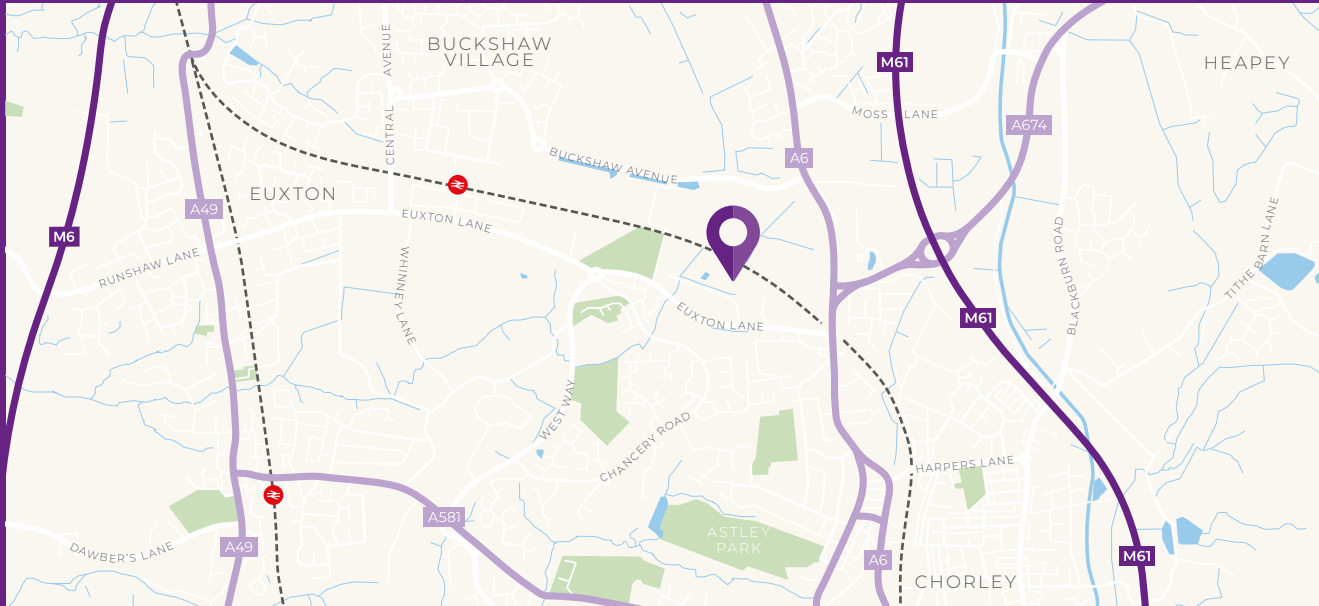 AVENUE
BUCKSHAW
VILLAGE
M61
HEAPEY
MOSS LANE
A674
CENTRAL
A6
BUCKSHAW AVENUE
EUXTON
A49
EUXTON LANE
M6
RUNSHAW LANE
WHINNEY LANE
BLACKBURN ROAD
TITHE BARN LANE
EUXTON LANE
M61
WEST WAY
CHANCERY ROAD
HARPERS LANE
A581
DAWBER'S LANE
A49
ASTLEY
PARK
A6
M61
CHORLEY